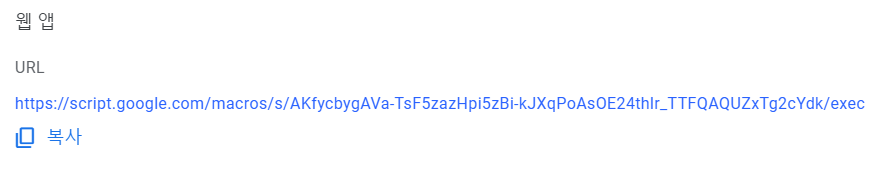 웹 앱
URL
https://script.google.com/macros/s/AKfycbygAVa-TsF5zazHpi5zBi-kJXqPoAsOE24thlr_TTFQAQUZxTg2cYdk/exec
복사